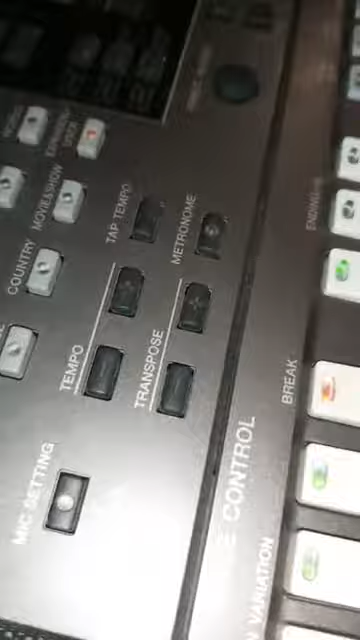 MOVIE&SHOW
COUNTRY
TAP TEMPO
METRONOME
TEMPO
TRANSPOSE
MIC SETTING
ENDING
BREAK
CONTROL
VARIATION